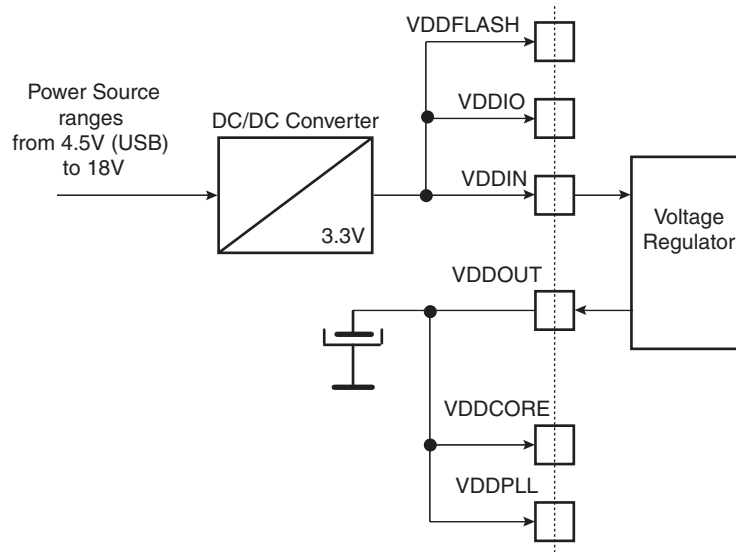 VDDFLASH
Power Source
ranges
from 4.5V (USB)
to 18V
DC/DC Converter
3.3V
VDDIO
VDDIN
Voltage
Regulator
VDDOUT
VDDCORE
VDDPLL